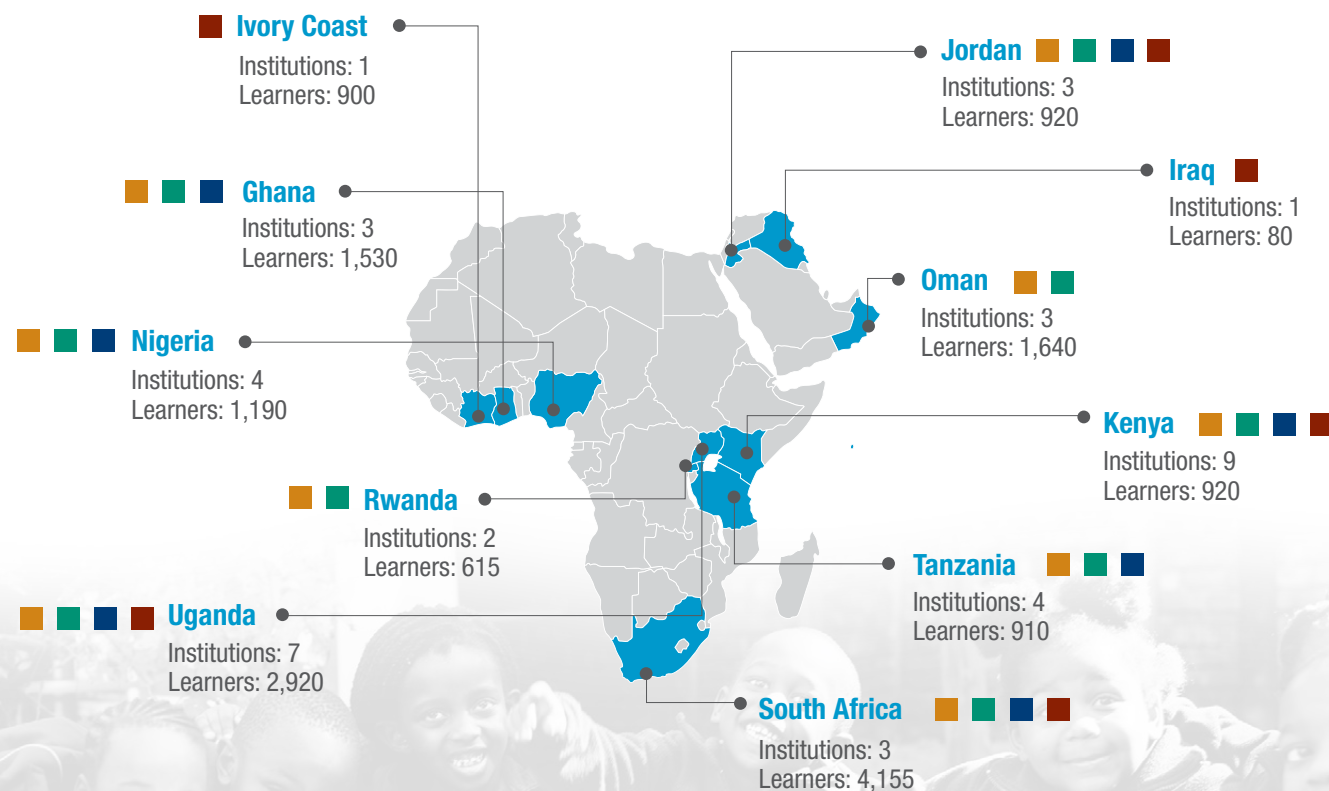 Ivory Coast
Institutions: 1
Learners: 900
Jordan
Institutions: 3
Learners: 920
Ghana
Institutions: 3
Learners: 1,530
Iraq
Institutions: 1
Learners: 80
Oman
Institutions: 3
Learners: 1,640
Nigeria
Institutions: 4
Learners: 1,190
Kenya
Institutions: 9
Learners: 920
Rwanda
Institutions: 2
Learners: 615
Tanzania
Institutions: 4
Learners: 910
Uganda
Institutions: 7
Learners: 2,920
South Africa
Institutions: 3
Learners: 4,155